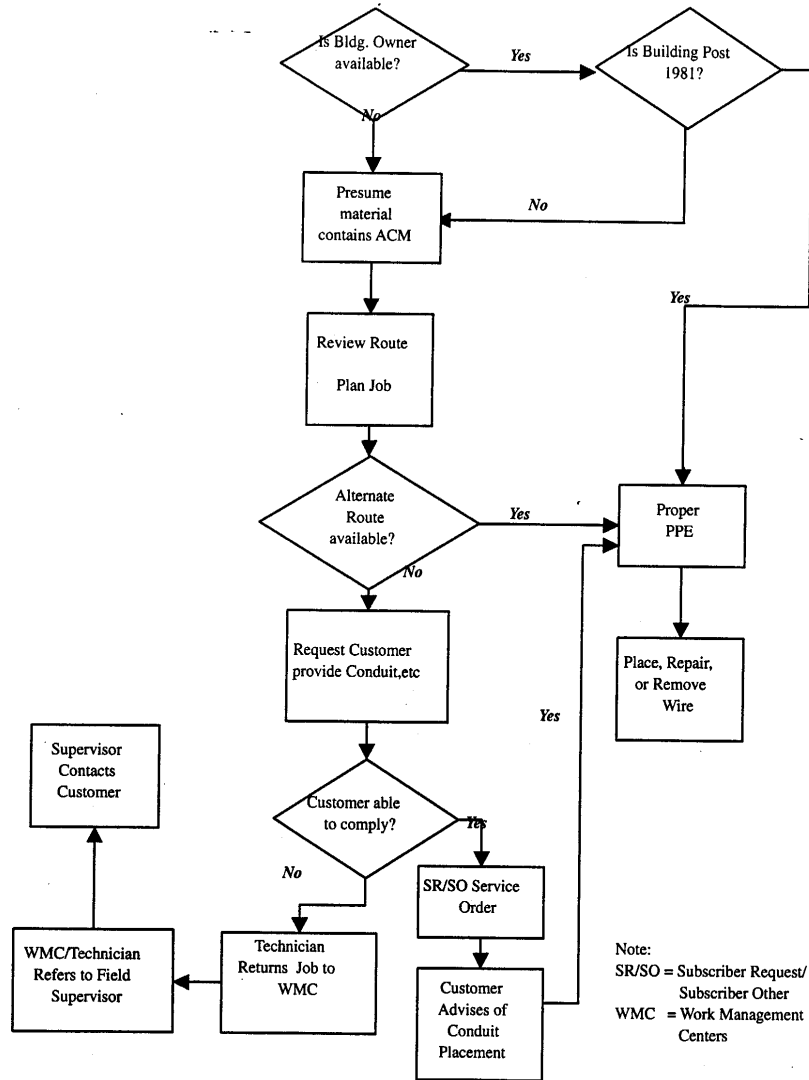 Is Bldg. Owner
available?
Yes
Is Building Post
1981?
No
Presume
material
contains ACM
No
Review Route
Plan Job
Yes
Alternate
Route
available?
Yes
No
Proper
PPE
Request Customer
provide Conduit,etc
Place, Repair,
or Remove
Wire
Yes
Supervisor
Contacts
Customer
Customer able
to comply?
Yes
No
SR/SO Service
Order
WMC/Technician
Refers to Field
Supervisor
Technician
Returns Job to
WMC
Customer
Advises of
Conduit
Placement
Note:
SR/SO = Subscriber Request/
Subscriber Other
WMC = Work Management
Centers